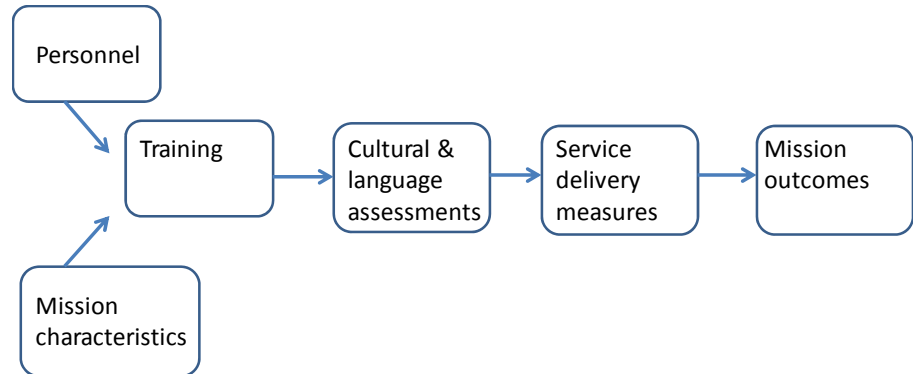 Personnel
Training
Cultural &
language
assessments
Service
delivery
measures
Mission
outcomes
Mission
characteristics